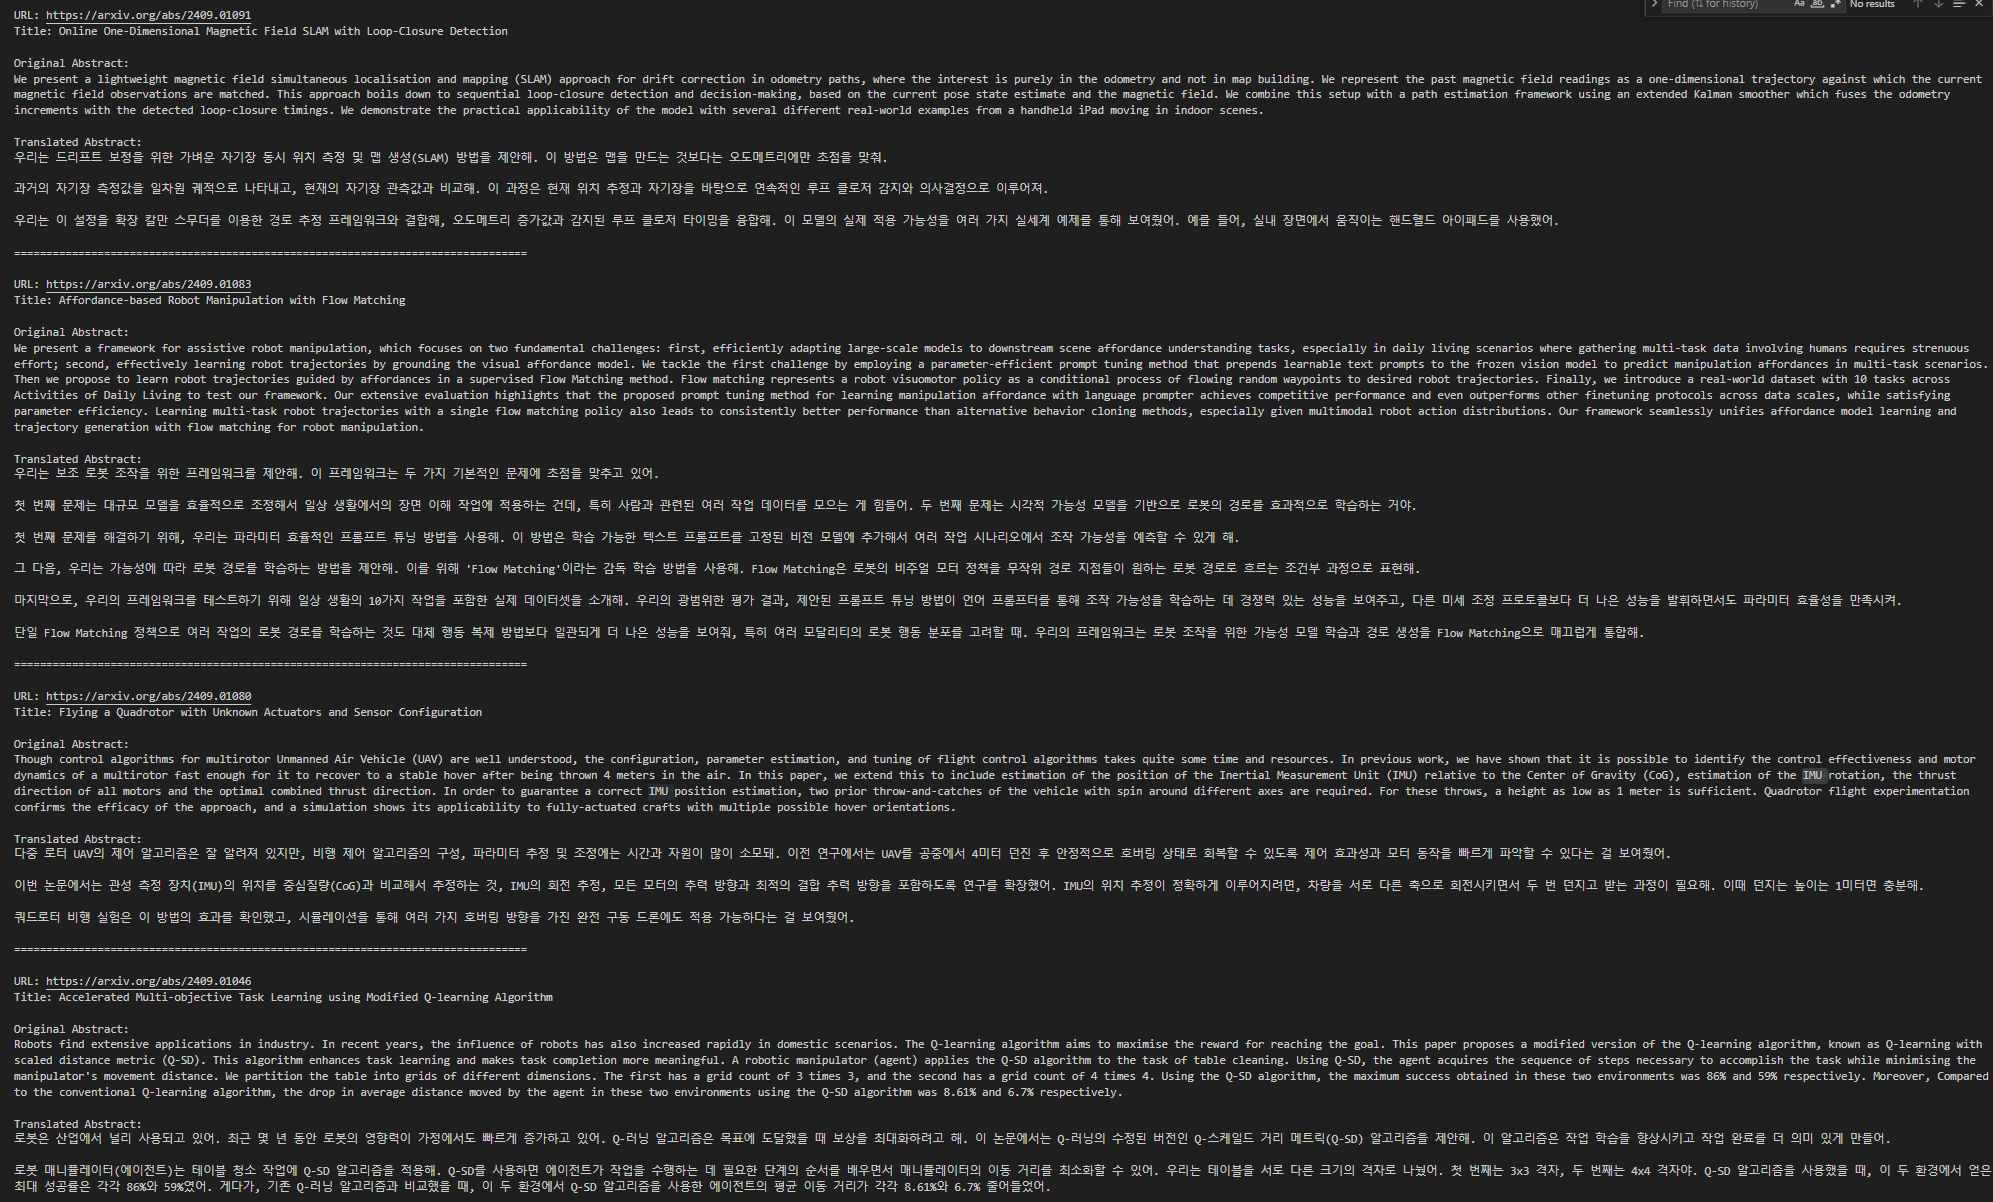 Find (⇅ for history)
Aa
ab
No results
URL: https://arxiv.org/abs/2409.01091
Title: Online One-Dimensional Magnetic Field SLAM with Loop-Closure Detection
Original Abstract:
We present a lightweight magnetic field simultaneous localisation and mapping (SLAM) approach for drift correction in odometry paths, where the interest is purely in the odometry and not in map building. We represent the past magnetic field readings as a one-dimensional trajectory against which the current
magnetic field observations are matched. This approach boils down to sequential loop-closure detection and decision-making, based on the current pose state estimate and the magnetic field. We combine this setup with a path estimation framework using an extended Kalman smoother which fuses the odometry
increments with the detected loop-closure timings. We demonstrate the practical applicability of the model with several different real-world examples from a handheld iPad moving in indoor scenes.
Translated Abstract:
우리는 드리프트 보정을 위한 가벼운 자기장 동시 위치 측정 및 맵 생성(SLAM) 방법을 제안해. 이 방법은 맵을 만드는 것보다는 오도메트리에만 초점을 맞춰.
과거의 자기장 측정값을 일차원 궤적으로 나타내고, 현재의 자기장 관측값과 비교해. 이 과정은 현재 위치 추정과 자기장을 바탕으로 연속적인 루프 클로저 감지와 의사결정으로 이루어져.
우리는 이 설정을 확장 칼만 스무더를 이용한 경로 추정 프레임워크와 결합해, 오도메트리 증가값과 감지된 루프 클로저 타이밍을 융합해. 이 모델의 실제 적용 가능성을 여러 가지 실세계 예제를 통해 보여줬어. 예를 들어, 실내 장면에서 움직이는 핸드헬드 아이패드를 사용했어.
================================================================================
URL: https://arxiv.org/abs/2409.01083
Title: Affordance-based Robot Manipulation with Flow Matching
Original Abstract:
We present a framework for assistive robot manipulation, which focuses on two fundamental challenges: first, efficiently adapting large-scale models to downstream scene affordance understanding tasks, especially in daily living scenarios where gathering multi-task data involving humans requires strenuous
effort; second, effectively learning robot trajectories by grounding the visual affordance model. We tackle the first challenge by employing a parameter-efficient prompt tuning method that prepends learnable text prompts to the frozen vision model to predict manipulation affordances in multi-task scenarios.
Then we propose to learn robot trajectories guided by affordances in a supervised Flow Matching method. Flow matching represents a robot visuomotor policy as a conditional process of flowing random waypoints to desired robot trajectories. Finally, we introduce a real-world dataset with 10 tasks across
Activities of Daily Living to test our framework. Our extensive evaluation highlights that the proposed prompt tuning method for learning manipulation affordance with language prompter achieves competitive performance and even outperforms other finetuning protocols across data scales, while satisfying
parameter efficiency. Learning multi-task robot trajectories with a single flow matching policy also leads to consistently better performance than alternative behavior cloning methods, especially given multimodal robot action distributions. Our framework seamlessly unifies affordance model learning and
trajectory generation with flow matching for robot manipulation.
Translated Abstract:
우리는 보조 로봇 조작을 위한 프레임워크를 제안해. 이 프레임워크는 두 가지 기본적인 문제에 초점을 맞추고 있어.
첫 번째 문제는 대규모 모델을 효율적으로 조정해서 일상 생활에서의 장면 이해 작업에 적용하는 건데, 특히 사람과 관련된 여러 작업 데이터를 모으는 게 힘들어. 두 번째 문제는 시각적 가능성 모델을 기반으로 로봇의 경로를 효과적으로 학습하는 거야.
첫 번째 문제를 해결하기 위해, 우리는 파라미터 효율적인 프롬프트 튜닝 방법을 사용해. 이 방법은 학습 가능한 텍스트 프롬프트를 고정된 비전 모델에 추가해서 여러 작업 시나리오에서 조작 가능성을 예측할 수 있게 해.
그 다음, 우리는 가능성에 따라 로봇 경로를 학습하는 방법을 제안해. 이를 위해 'Flow Matching'이라는 감독 학습 방법을 사용해. Flow Matching은 로봇의 비주얼 모터 정책을 무작위 경로 지점들이 원하는 로봇 경로로 흐르는 조건부 과정으로 표현해.
마지막으로, 우리의 프레임워크를 테스트하기 위해 일상 생활의 10가지 작업을 포함한 실제 데이터셋을 소개해. 우리의 광범위한 평가 결과, 제안된 프롬프트 튜닝 방법이 언어 프롬프터를 통해 조작 가능성을 학습하는 데 경쟁력 있는 성능을 보여주고, 다른 미세 조정 프로토콜보다 더 나은 성능을 발휘하면서도 파라미터 효율성을 만족시켜.
단일 Flow Matching 정책으로 여러 작업의 로봇 경로를 학습하는 것도 대체 행동 복제 방법보다 일관되게 더 나은 성능을 보여줘, 특히 여러 모달리티의 로봇 행동 분포를 고려할 때. 우리의 프레임워크는 로봇 조작을 위한 가능성 모델 학습과 경로 생성을 Flow Matching으로 매끄럽게 통합해.
================================================================================
URL: https://arxiv.org/abs/2409.01080
Title: Flying a Quadrotor with Unknown Actuators and Sensor Configuration
Original Abstract:
Though control algorithms for multirotor Unmanned Air Vehicle (UAV) are well understood, the configuration, parameter estimation, and tuning of flight control algorithms takes quite some time and resources. In previous work, we have shown that it is possible to identify the control effectiveness and motor
dynamics of a multirotor fast enough for it to recover to a stable hover after being thrown 4 meters in the air. In this paper, we extend this to include estimation of the position of the Inertial Measurement Unit (IMU) relative to the Center of Gravity (CoG), estimation of the IMU rotation, the thrust
direction of all motors and the optimal combined thrust direction. In order to guarantee a correct IMU position estimation, two prior throw-and-catches of the vehicle with spin around different axes are required. For these throws, a height as low as 1 meter is sufficient. Quadrotor flight experimentation
confirms the efficacy of the approach, and a simulation shows its applicability to fully-actuated crafts with multiple possible hover orientations.
Translated Abstract:
다중 로터 UAV의 제어 알고리즘은 잘 알려져 있지만, 비행 제어 알고리즘의 구성, 파라미터 추정 및 조정에는 시간과 자원이 많이 소모돼. 이전 연구에서는 UAV를 공중에서 4미터 던진 후 안정적으로 호버링 상태로 회복할 수 있도록 제어 효과성과 모터 동작을 빠르게 파악할 수 있다는 걸 보여줬어.
이번 논문에서는 관성 측정 장치(IMU)의 위치를 중심질량(CoG)과 비교해서 추정하는 것, IMU의 회전 추정, 모든 모터의 추력 방향과 최적의 결합 추력 방향을 포함하도록 연구를 확장했어. IMU의 위치 추정이 정확하게 이루어지려면, 차량을 서로 다른 축으로 회전시키면서 두 번 던지고 받는 과정이 필요해. 이때 던지는 높이는 1미터면 충분해.
쿼드로터 비행 실험은 이 방법의 효과를 확인했고, 시뮬레이션을 통해 여러 가지 호버링 방향을 가진 완전 구동 드론에도 적용 가능하다는 걸 보여줬어.
================================================================================
URL: https://arxiv.org/abs/2409.01046
Title: Accelerated Multi-objective Task Learning using Modified Q-learning Algorithm
Original Abstract:
Robots find extensive applications in industry. In recent years, the influence of robots has also increased rapidly in domestic scenarios. The Q-learning algorithm aims to maximise the reward for reaching the goal. This paper proposes a modified version of the Q-learning algorithm, known as Q-learning with
scaled distance metric (Q-SD). This algorithm enhances task learning and makes task completion more meaningful. A robotic manipulator (agent) applies the Q-SD algorithm to the task of table cleaning. Using Q-SD, the agent acquires the sequence of steps necessary to accomplish the task while minimising the
manipulator's movement distance. We partition the table into grids of different dimensions. The first has a grid count of 3 times 3, and the second has a grid count of 4 times 4. Using the Q-SD algorithm, the maximum success obtained in these two environments was 86% and 59% respectively. Moreover, Compared
to the conventional Q-learning algorithm, the drop in average distance moved by the agent in these two environments using the Q-SD algorithm was 8.61% and 6.7% respectively.
Translated Abstract:
로봇은 산업에서 널리 사용되고 있어. 최근 몇 년 동안 로봇의 영향력이 가정에서도 빠르게 증가하고 있어. Q-러닝 알고리즘은 목표에 도달했을 때 보상을 최대화하려고 해. 이 논문에서는 Q-러닝의 수정된 버전인 Q-스케일드 거리 메트릭(Q-SD) 알고리즘을 제안해. 이 알고리즘은 작업 학습을 향상시키고 작업 완료를 더 의미 있게 만들어.
로봇 매니퓰레이터(에이전트)는 테이블 청소 작업에 Q-SD 알고리즘을 적용해. Q-SD를 사용하면 에이전트가 작업을 수행하는 데 필요한 단계의 순서를 배우면서 매니퓰레이터의 이동 거리를 최소화할 수 있어. 우리는 테이블을 서로 다른 크기의 격자로 나눴어. 첫 번째는 3x3 격자, 두 번째는 4x4 격자야. Q-SD 알고리즘을 사용했을 때, 이 두 환경에서 얻은
최대 성공률은 각각 86%와 59%였어. 게다가, 기존 Q-러닝 알고리즘과 비교했을 때, 이 두 환경에서 Q-SD 알고리즘을 사용한 에이전트의 평균 이동 거리가 각각 8.61%와 6.7% 줄어들었어.